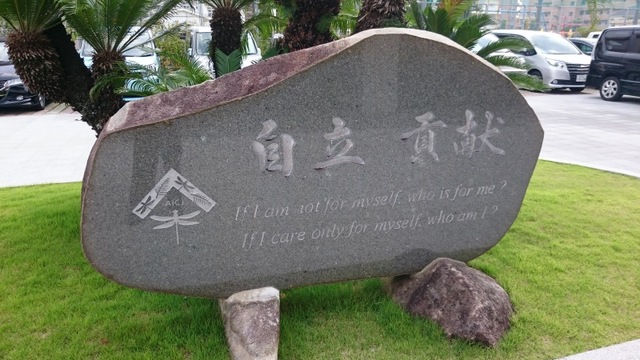 自立 貢献
AKJ
If I am not for myself, who is for me?
If I care only for myself, who am I?